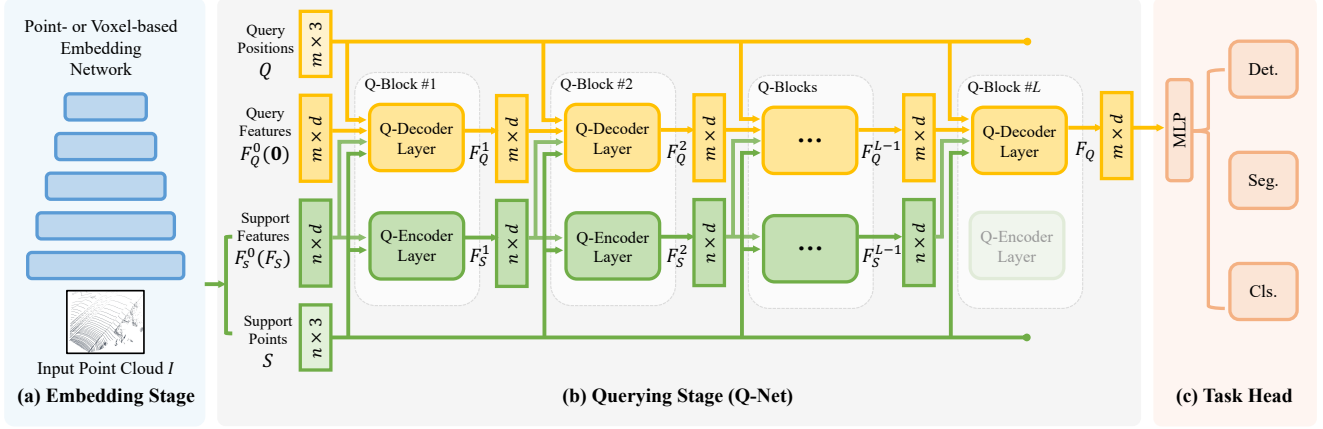 Point- or Voxel-based
Embedding
Network
Input Point Cloud I
(a) Embedding Stage
Query
Positions
Q
m × 3
Query
Features
F_Q^0(0)
m × d
Support
Features
F_s^0(F_S)
n × d
Support
Points
S
n × 3
Q-Block #1
Q-Decoder
Layer
F_Q^1
m × d
Q-Encoder
Layer
F_S^1
n × d
Q-Block #2
Q-Decoder
Layer
F_Q^2
m × d
Q-Encoder
Layer
F_S^2
n × d
Q-Blocks
...
F_Q^{L-1}
m × d
...
F_S^{L-1}
n × d
Q-Block #L
Q-Decoder
Layer
F_Q
m × d
Q-Encoder
Layer
(b) Querying Stage (Q-Net)
MLP
Det.
Seg.
Cls.
(c) Task Head